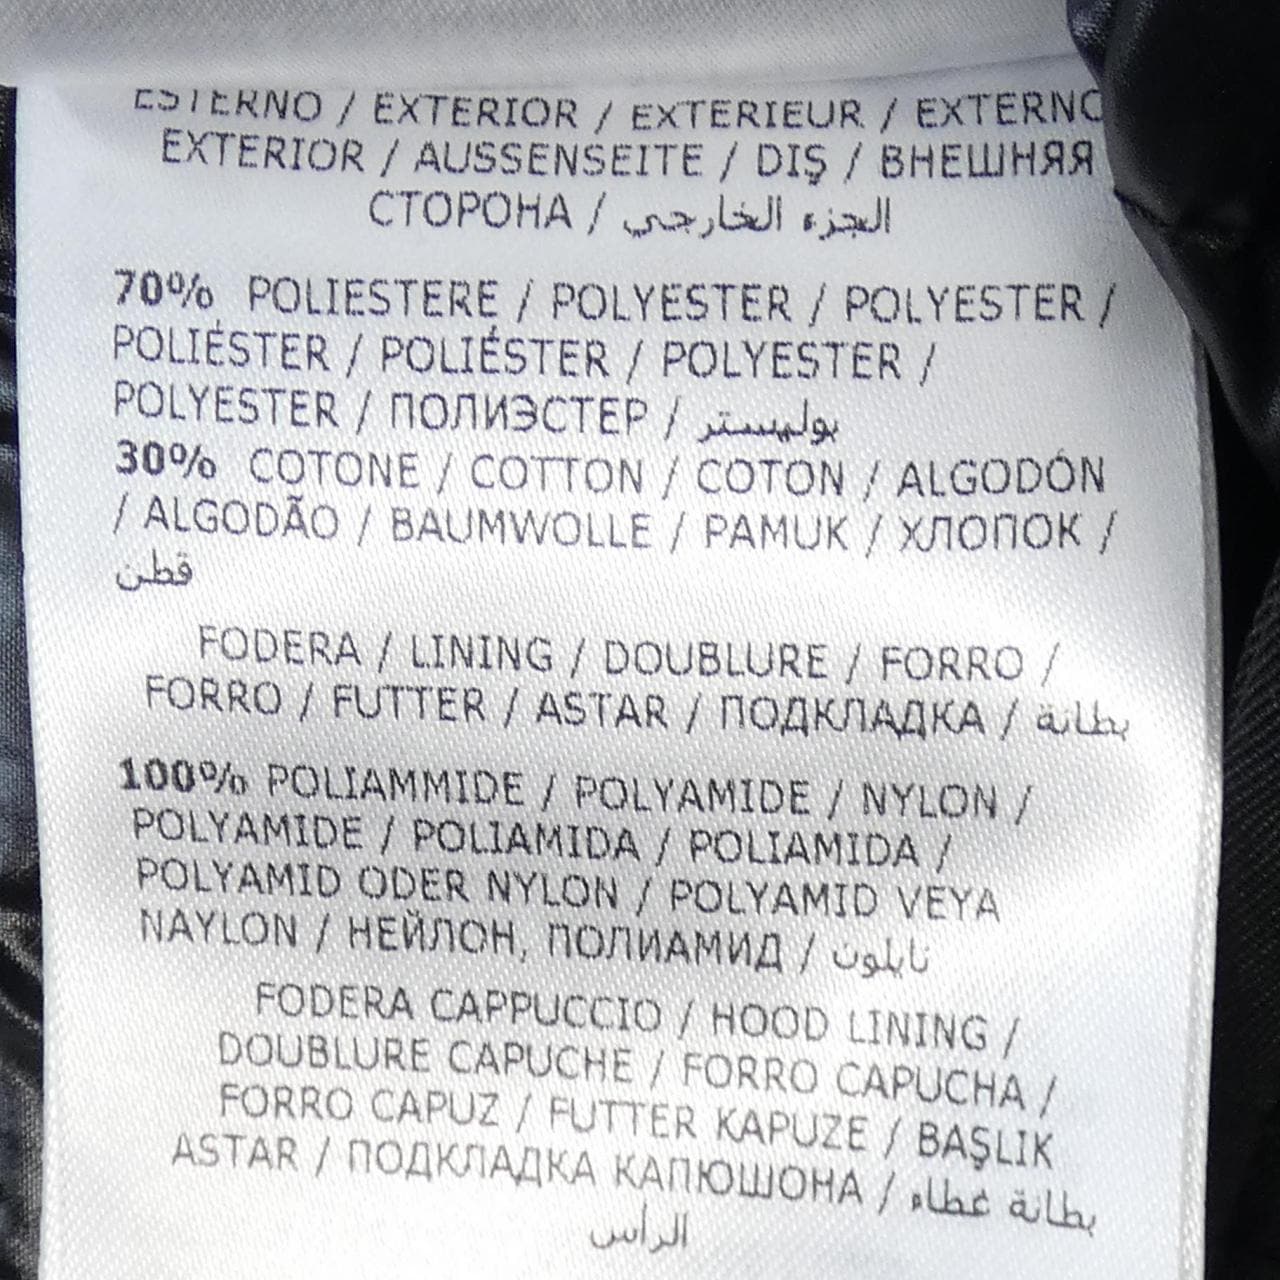 ESTERNO / EXTERIOR / EXTERIEUR / EXTERNO
EXTERIOR / AUSSENSEITE / DIŞ / ВНЕШНЯЯ
СТОРОНА / الجزء الخارجي
70% POLIESTERE / POLYESTER / POLYESTER /
POLIÉSTER / POLIÉSTER / POLYESTER /
POLYESTER / ПОЛИЭСТЕР / بوليستر
30% COTONE / COTTON / COTON / ALGODÓN
/ ALGODÃO / BAUMWOLLE / PAMUK / ХЛОПОК /
قطن
FODERA / LINING / DOUBLURE / FORRO /
FORRO / FUTTER / ASTAR / ПОДКЛАДКА / بطانة
100% POLIAMMIDE / POLYAMIDE / NYLON /
POLYAMIDE / POLIAMIDA / POLIAMIDA /
POLYAMID ODER NYLON / POLYAMID VEYA
NAYLON / НЕЙЛОН, ПОЛИАМИД / نايلون
FODERA CAPPUCCIO / HOOD LINING /
DOUBLURE CAPUCHE / FORRO CAPUCHA /
FORRO CAPUZ / FUTTER KAPUZE / BAŞLIK
ASTAR / ПОДКЛАДКА КАПЮШОНА / بطانة غطاء
الرأس